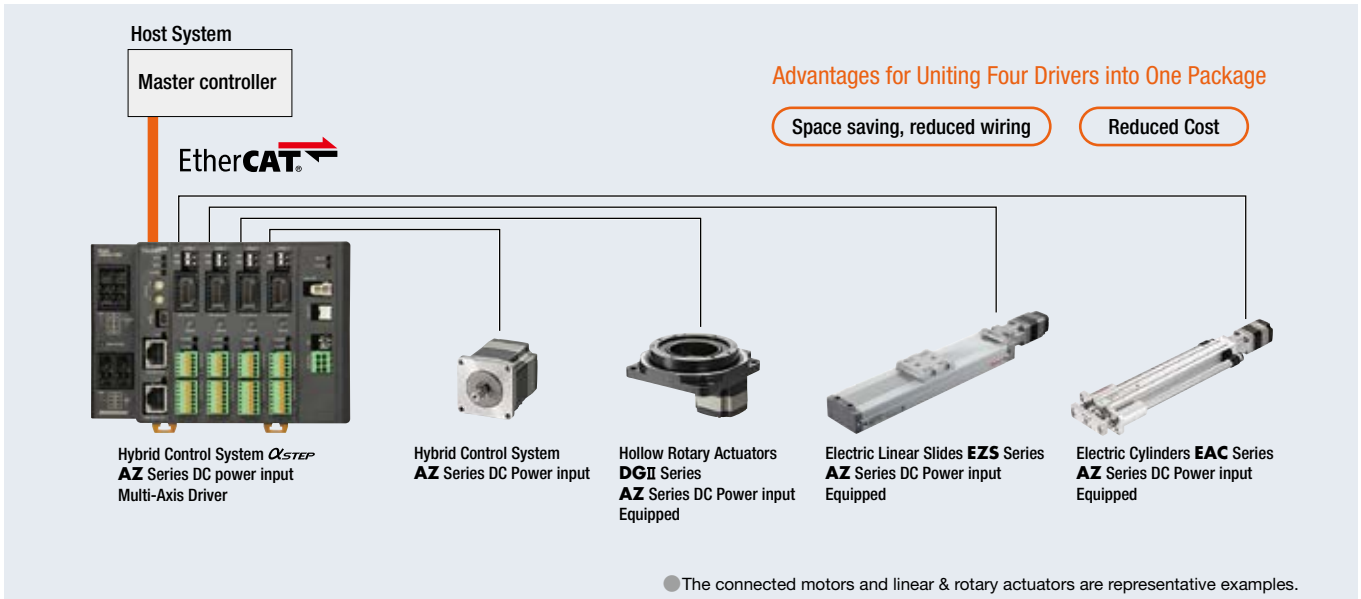 Host System
Master controller
EtherCAT®
Advantages for Uniting Four Drivers into One Package
Space saving, reduced wiring
Reduced Cost
Hybrid Control System αSTEP
AZ Series DC power input
Multi-Axis Driver
Hybrid Control System
AZ Series DC Power input
Hollow Rotary Actuators
DGII Series
AZ Series DC Power input
Equipped
Electric Linear Slides EZS Series
AZ Series DC Power input
Equipped
Electric Cylinders EAC Series
AZ Series DC Power input
Equipped
The connected motors and linear & rotary actuators are representative examples.